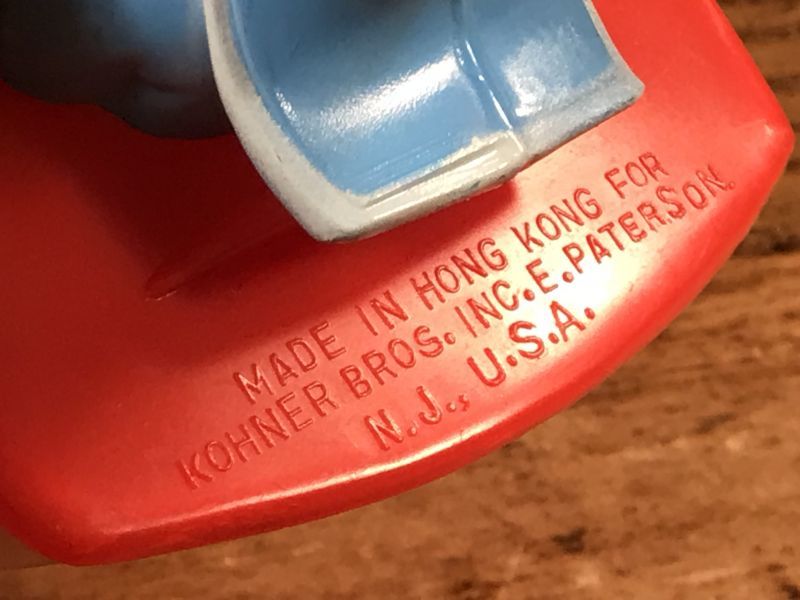 MADE IN HONG KONG FOR
KOHNER BROS. INC. E. PATERSON.
N.J., U.S.A.